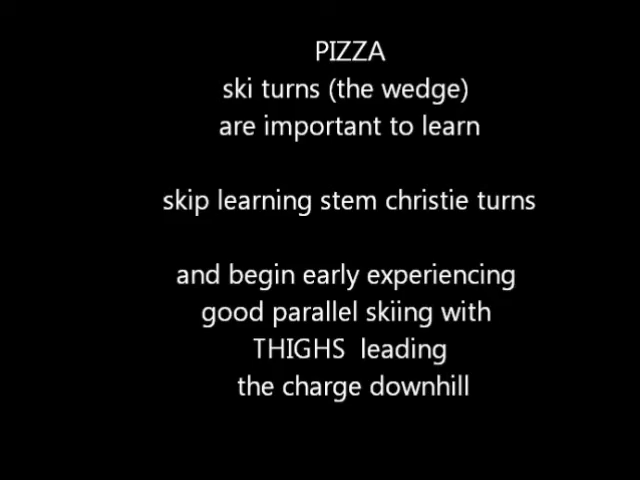 PIZZA
ski turns (the wedge)
are important to learn
skip learning stem christie turns
and begin early experiencing
good parallel skiing with
THIGHS  leading
the charge downhill